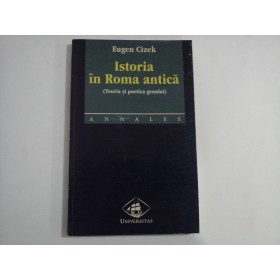 Eugen Cizek
Istoria
în Roma antică
(Teoria și poetica genului)
ANNALES
UNIVERSITAS